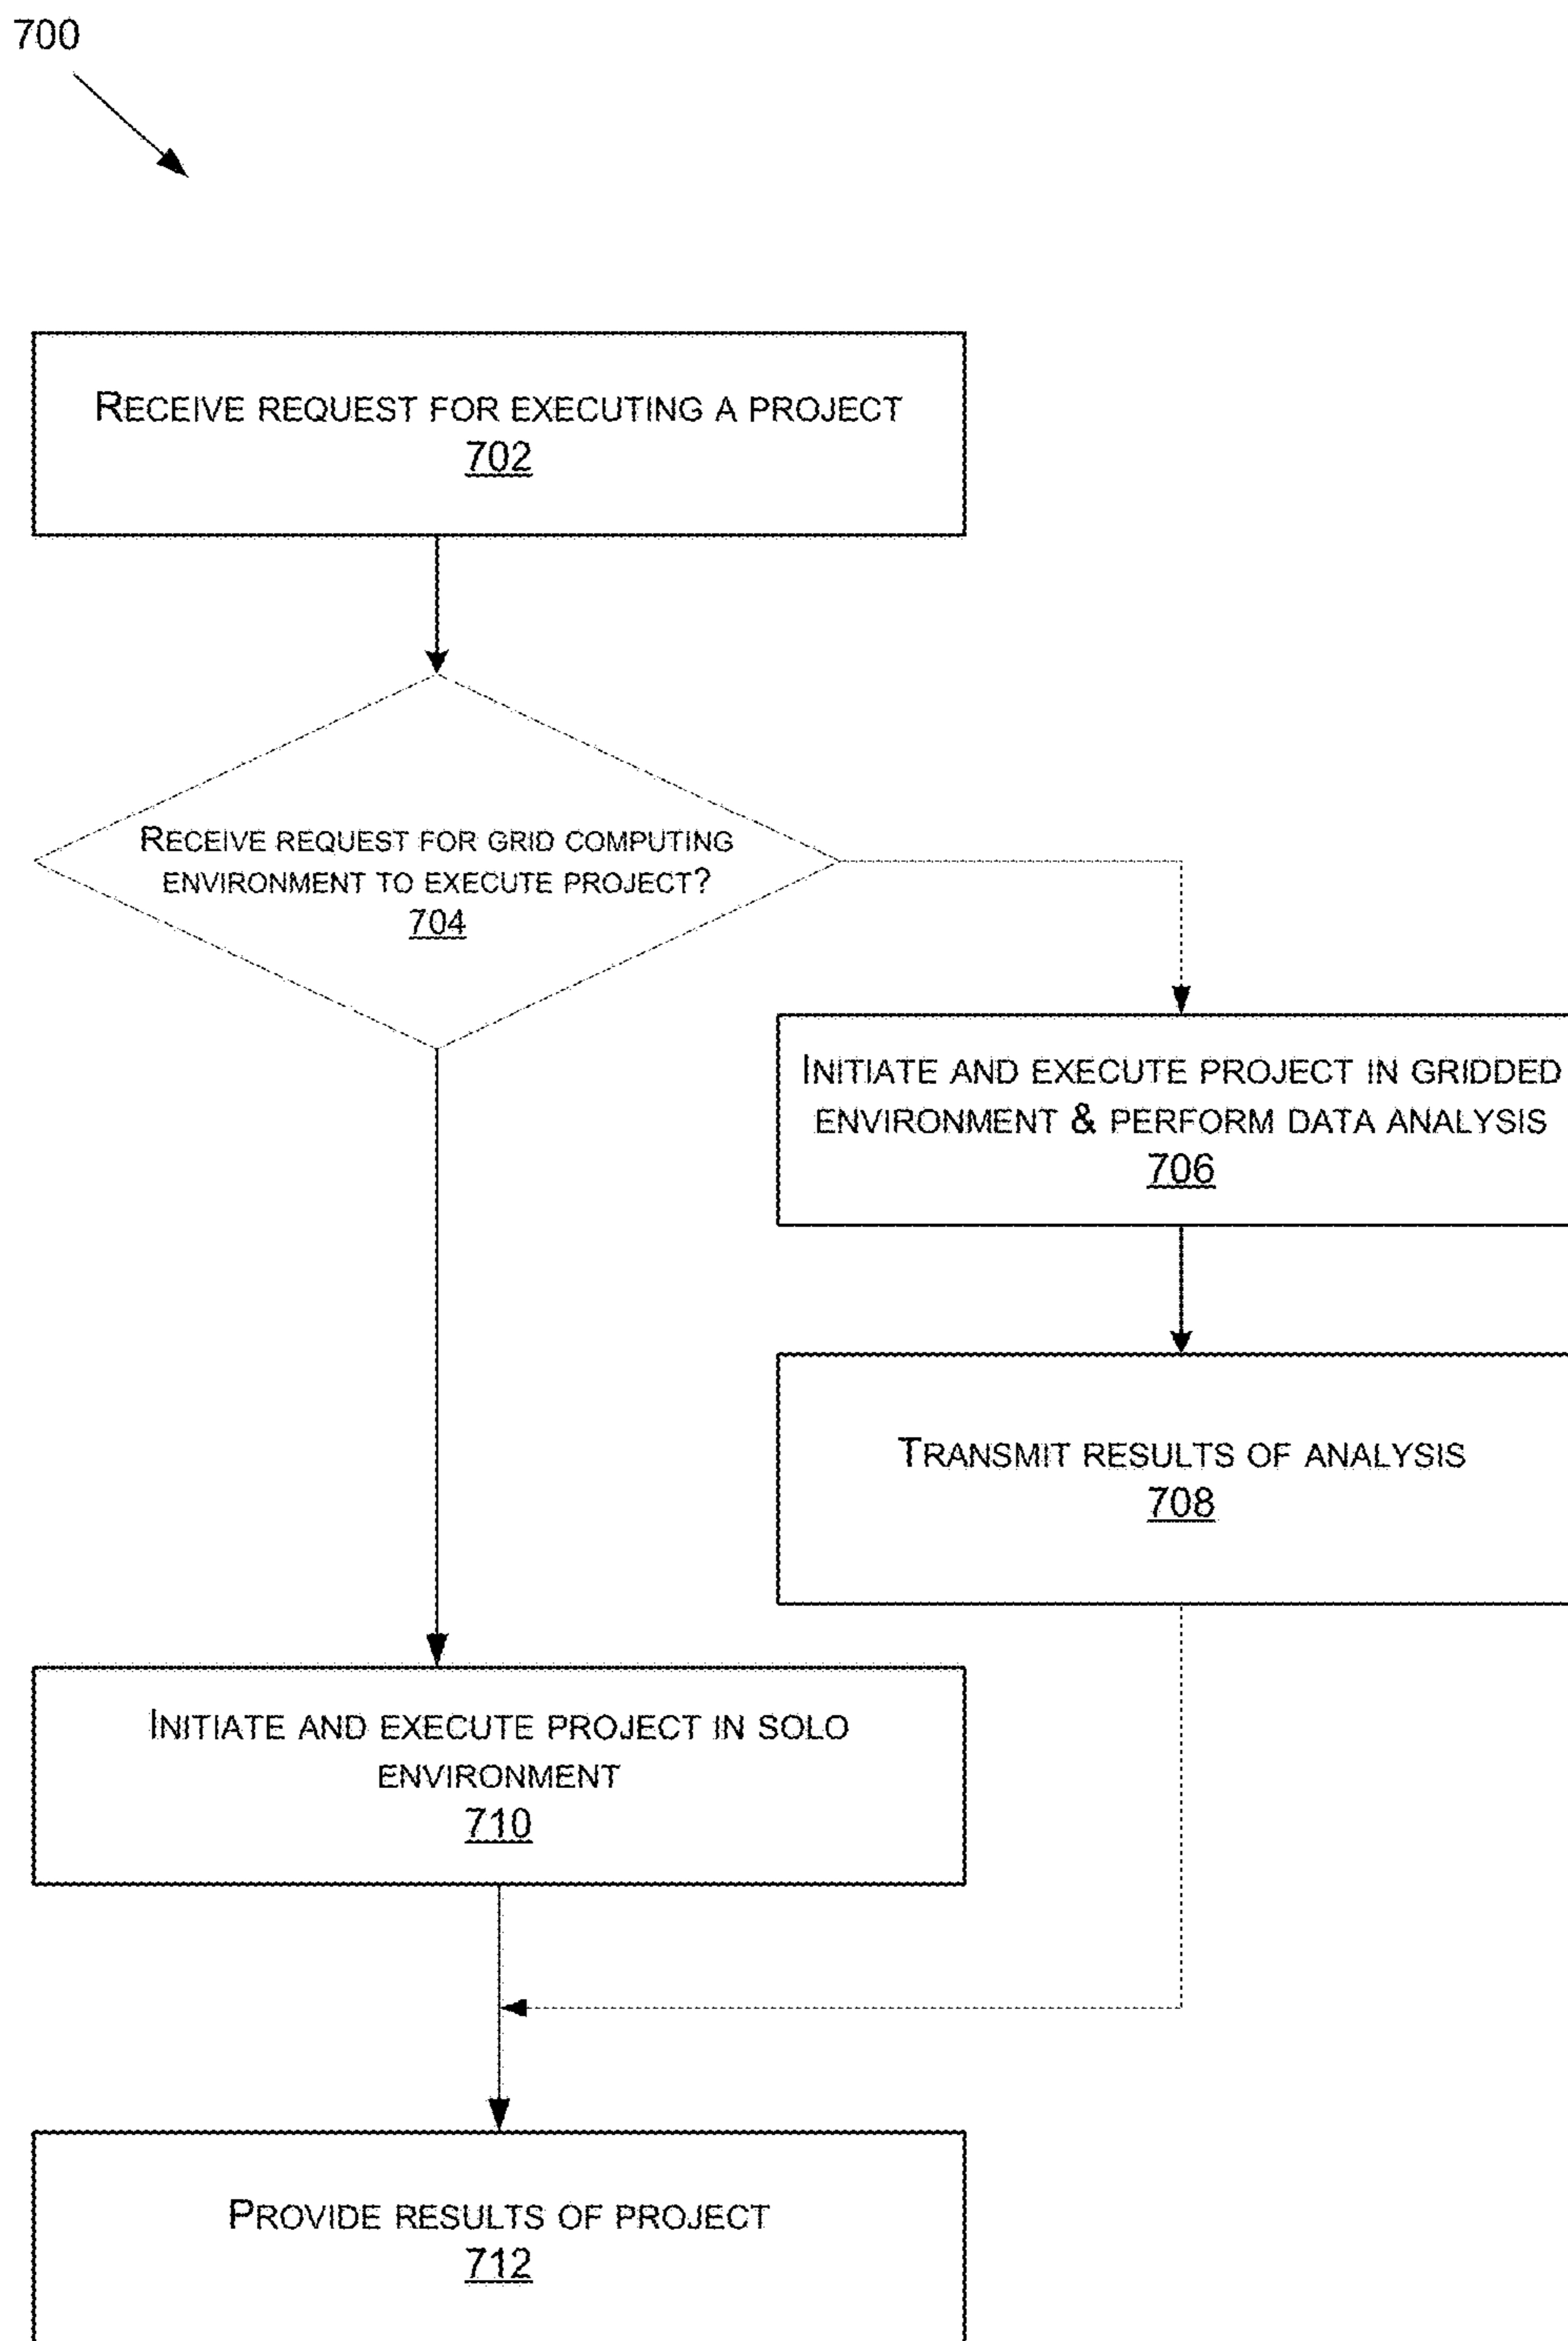 700
RECEIVE REQUEST FOR EXECUTING A PROJECT
702
RECEIVE REQUEST FOR GRID COMPUTING
ENVIRONMENT TO EXECUTE PROJECT?
704
INITIATE AND EXECUTE PROJECT IN GRIDDED
ENVIRONMENT & PERFORM DATA ANALYSIS
706
TRANSMIT RESULTS OF ANALYSIS
708
INITIATE AND EXECUTE PROJECT IN SOLO
ENVIRONMENT
710
PROVIDE RESULTS OF PROJECT
712